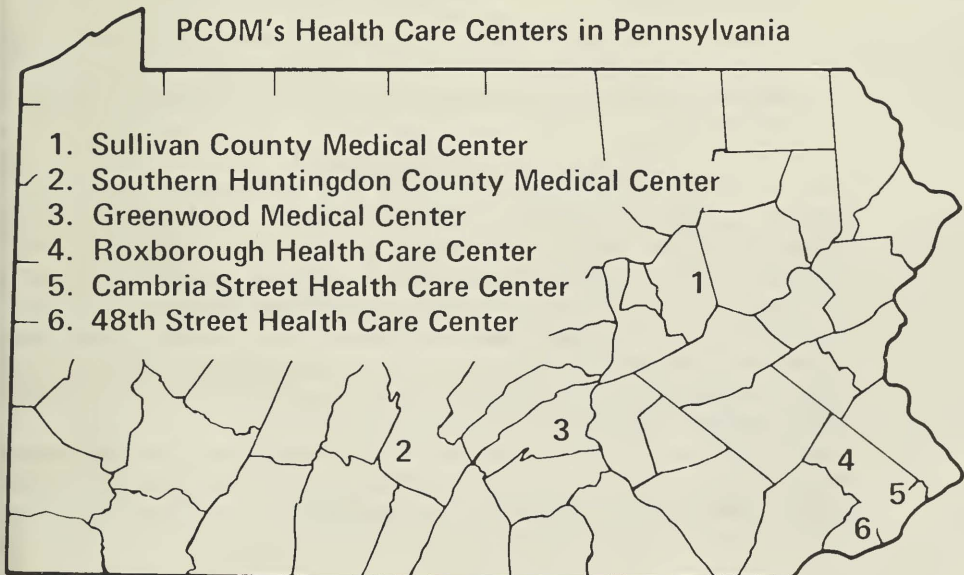 PCOM's Health Care Centers in Pennsylvania
1. Sullivan County Medical Center
2. Southern Huntingdon County Medical Center
3. Greenwood Medical Center
4. Roxborough Health Care Center
5. Cambria Street Health Care Center
6. 48th Street Health Care Center
1
2
3
4
5
6